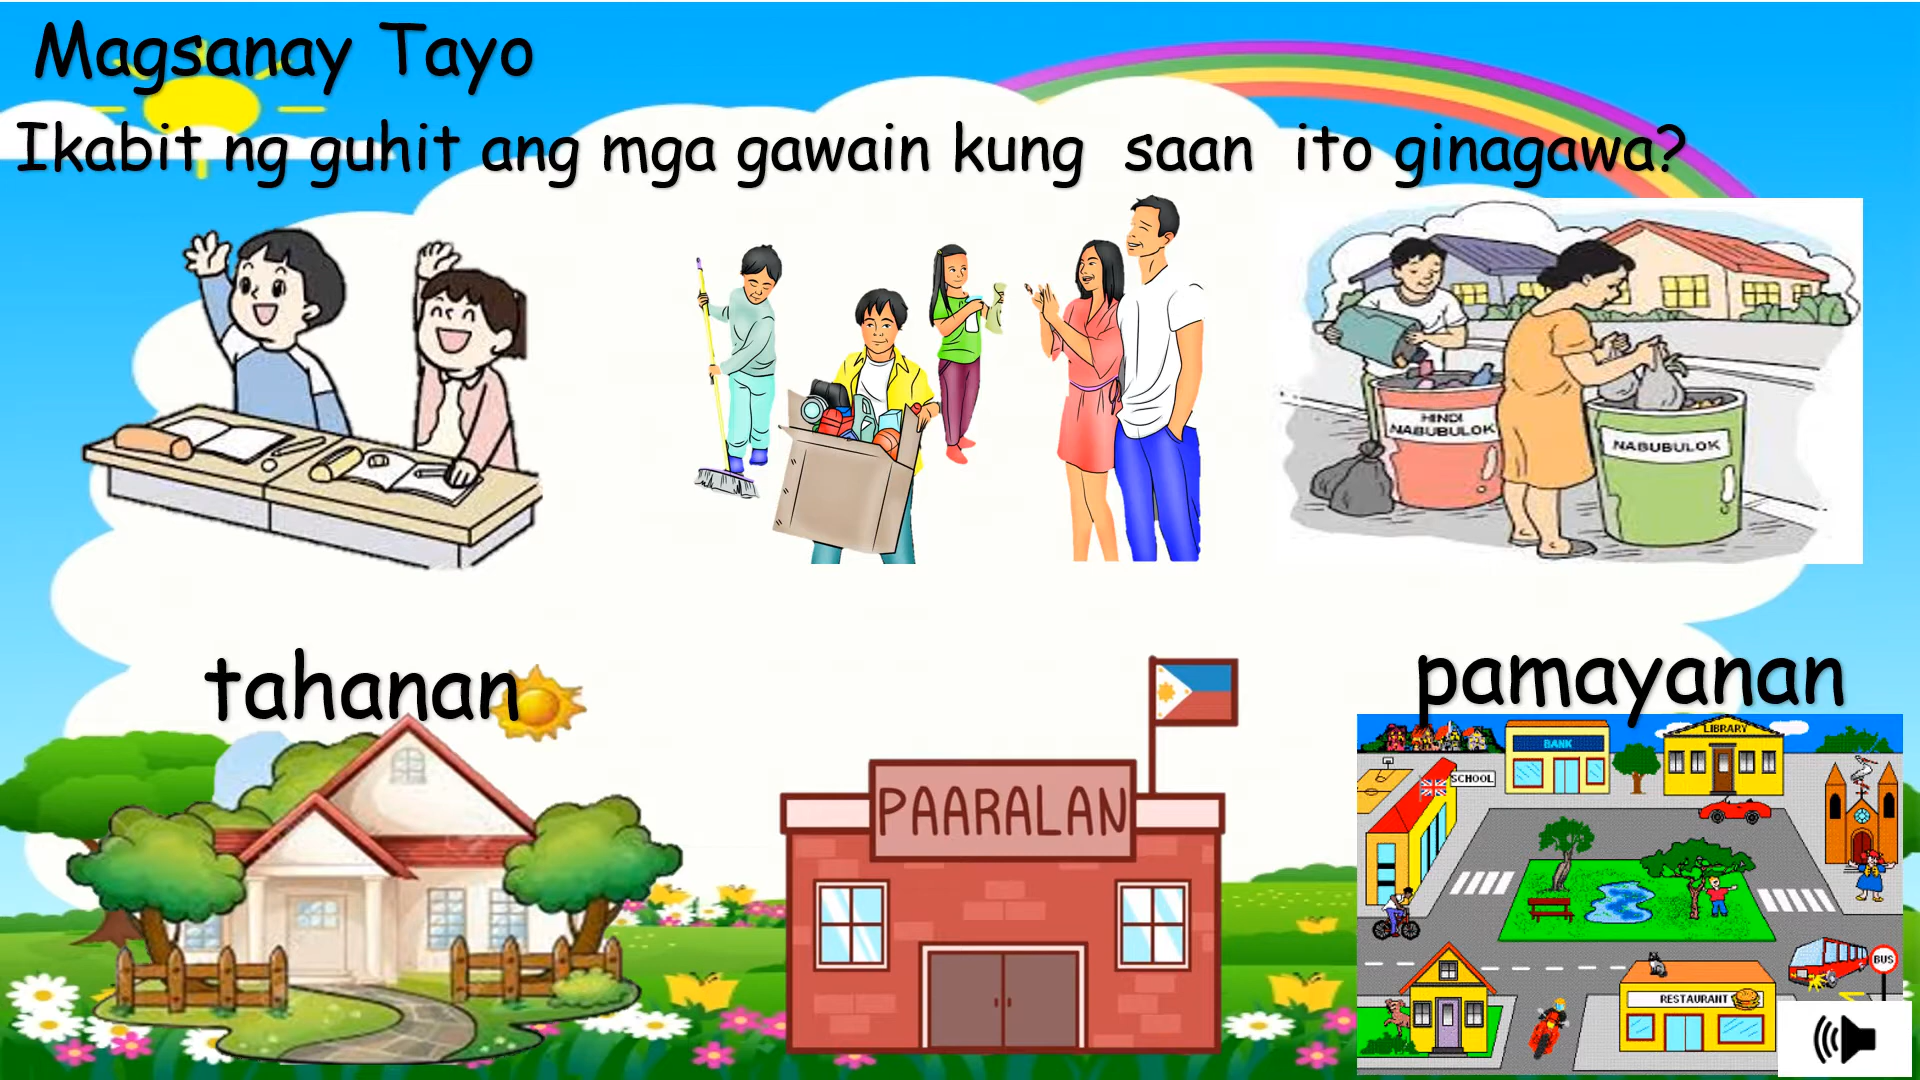 Magsanay Tayo
Ikabit ng guhit ang mga gawain kung saan ito ginagawa?
HINDI
NABUBULOK
NABUBULOK
tahanan
PAARALAN
pamayanan
BANK
LIBRARY
SCHOOL
BUS
RESTAURANT